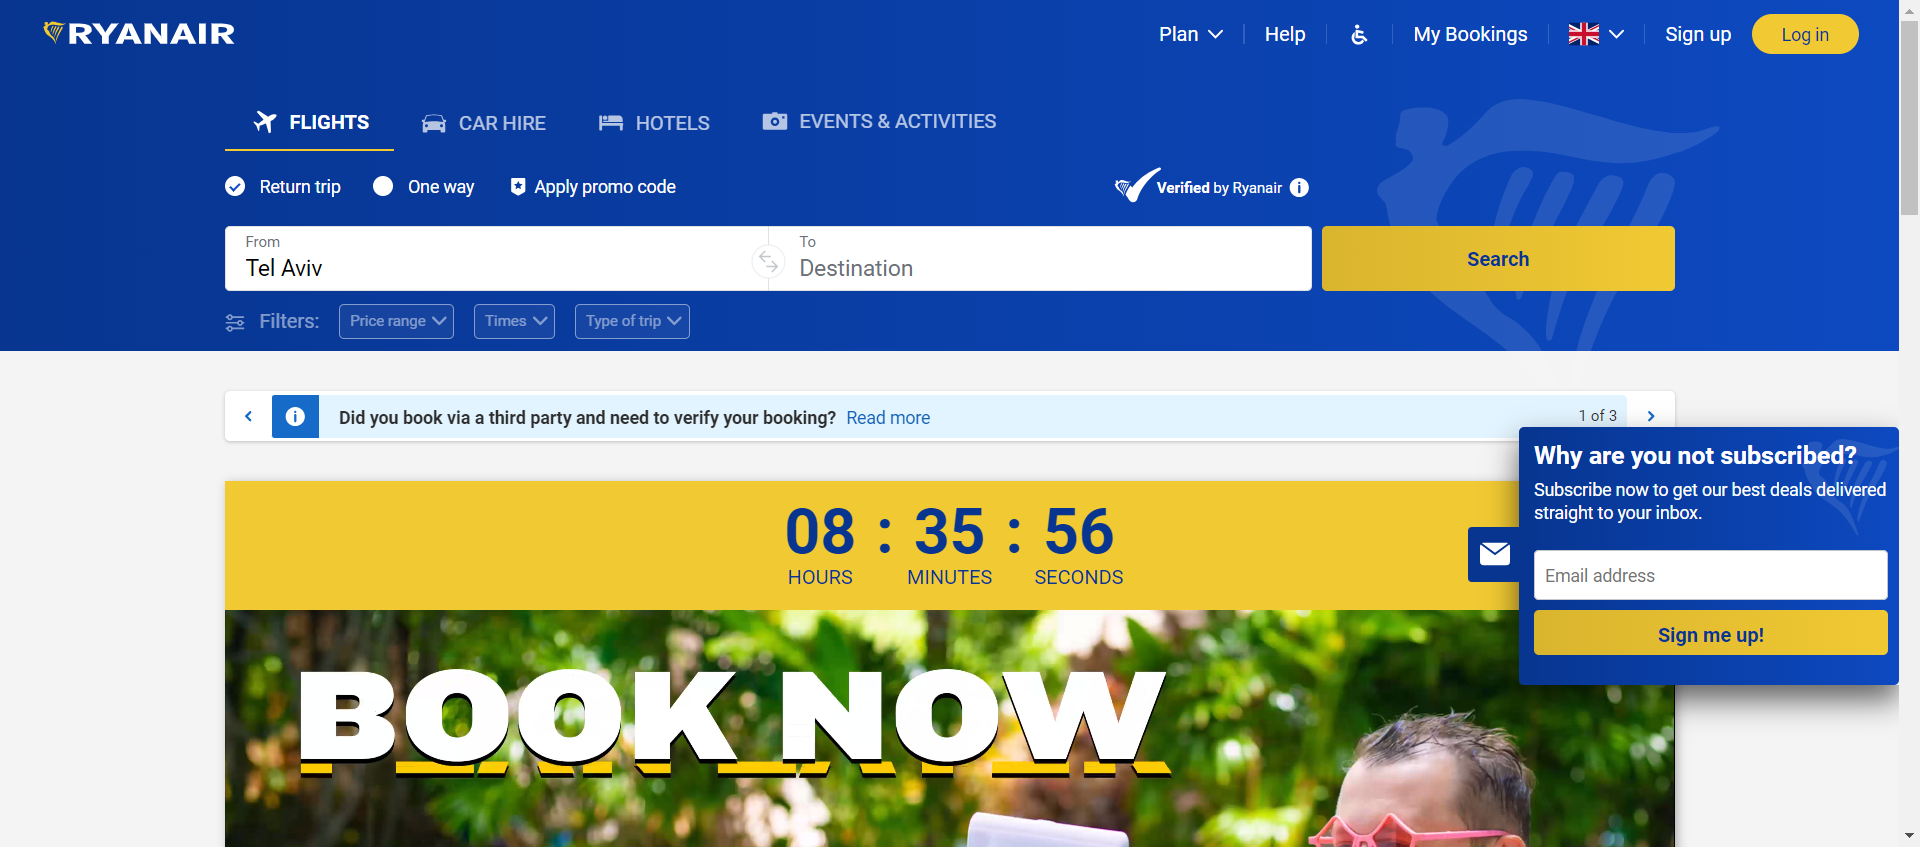 RYANAIR
Plan
Help
My Bookings
Sign up
Log in
FLIGHTS
CAR HIRE
HOTELS
EVENTS & ACTIVITIES
Return trip
One way
Apply promo code
Verified by Ryanair
From
Tel Aviv
To
Destination
Search
Filters:
Price range
Times
Type of trip
Did you book via a third party and need to verify your booking? Read more
1 of 3
08 : 35 : 56
HOURS MINUTES SECONDS
Why are you not subscribed?
Subscribe now to get our best deals delivered
straight to your inbox.
Email address
Sign me up!
BOOK NOW